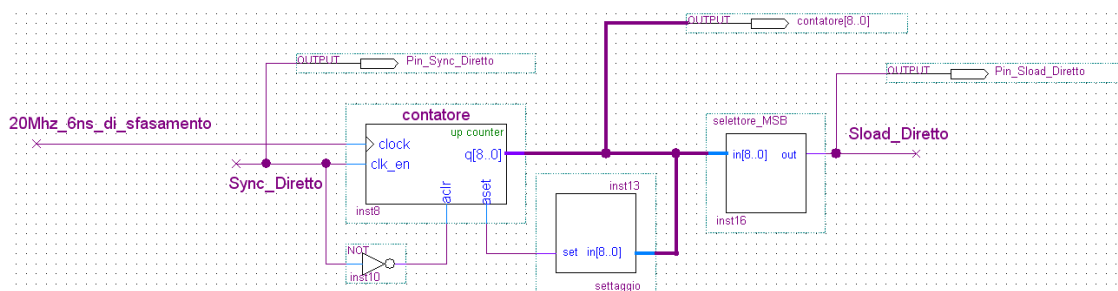 OUTPUT
contatore[8..0]
OUTPUT
Pin_Sync_Diretto
OUTPUT
Pin_Sload_Diretto
contatore
20Mhz_6ns_di_sfasamento
up counter
selettore_MSB
clock
q[8..0]
in[8..0]
out
Sload_Diretto
clk_en
Sync_Diretto
aclr
aset
inst13
inst8
inst16
NOT
set
in[8..0]
inst10
settaggio